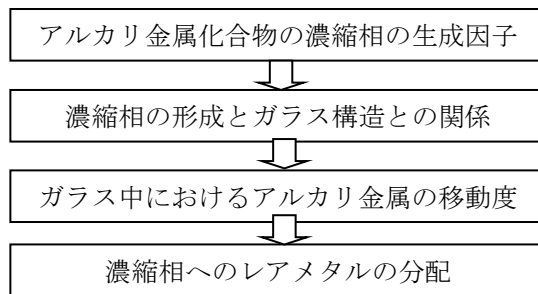 アルカリ金属化合物の濃縮相の生成因子
濃縮相の形成とガラス構造との関係
ガラス中におけるアルカリ金属の移動度
濃縮相へのレアメタルの分配